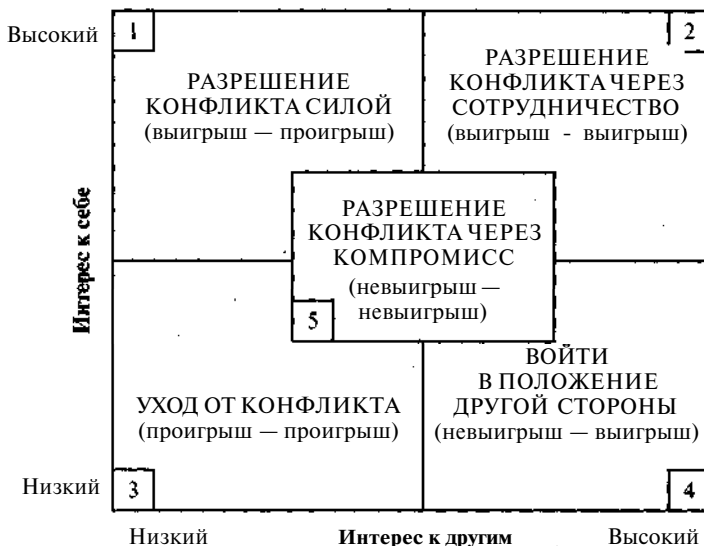 Высокий
1
РАЗРЕШЕНИЕ
КОНФЛИКТА СИЛОЙ
(выигрыш — проигрыш)
2
РАЗРЕШЕНИЕ
КОНФЛИКТА ЧЕРЕЗ
СОТРУДНИЧЕСТВО
(выигрыш - выигрыш)
Интерес к себе
РАЗРЕШЕНИЕ
КОНФЛИКТА ЧЕРЕЗ
КОМПРОМИСС
(невыигрыш —
невыигрыш)
5
УХОД ОТ КОНФЛИКТА
(проигрыш — проигрыш)
3
ВОЙТИ
В ПОЛОЖЕНИЕ
ДРУГОЙ СТОРОНЫ
(невыигрыш — выигрыш)
4
Низкий
Низкий Интерес к другим Высокий